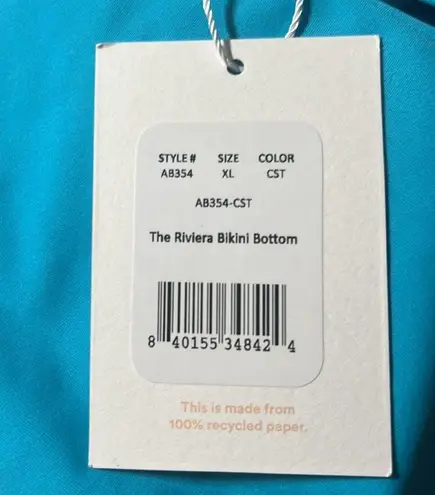 STYLE # SIZE COLOR
AB354 XL CST
AB354-CST
The Riviera Bikini Bottom
8 40155 34842 4
This is made from
100% recycled paper.